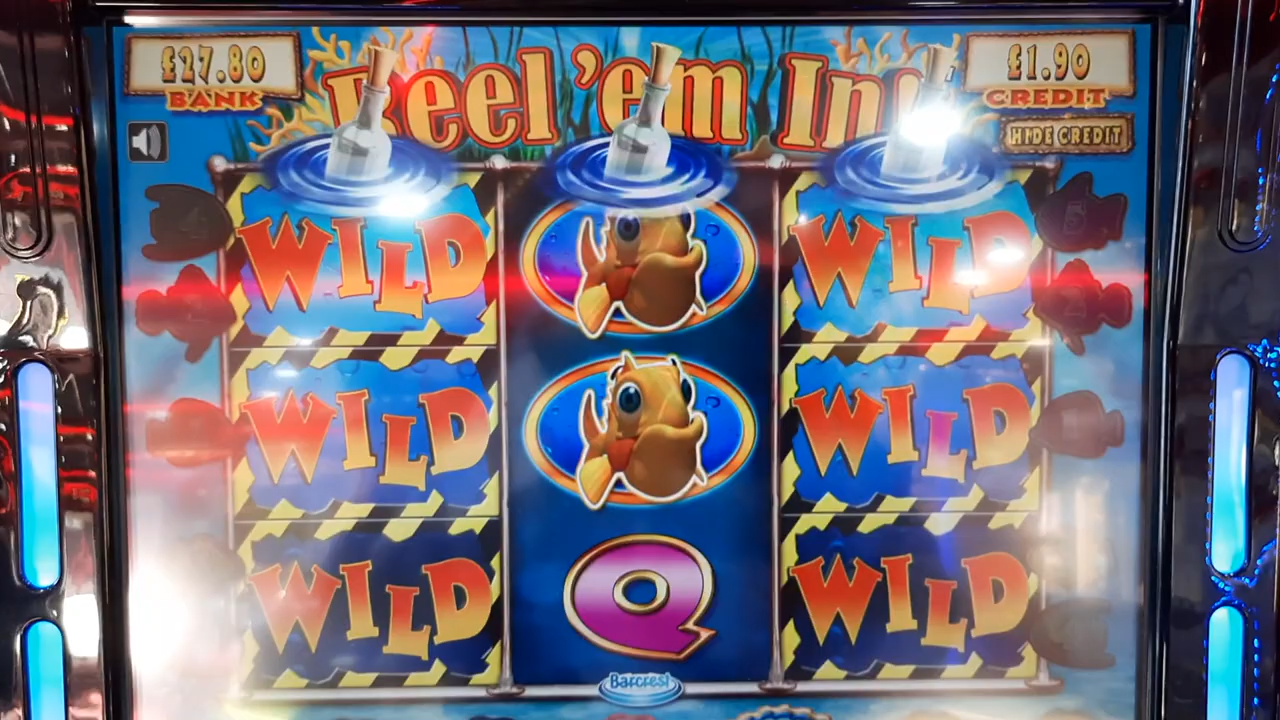 £27.80
BANK
Reel 'em In!
£1.90
CREDIT
HIDE CREDIT
WILD WILD
WILD WILD
WILD Q WILD
Barcrest